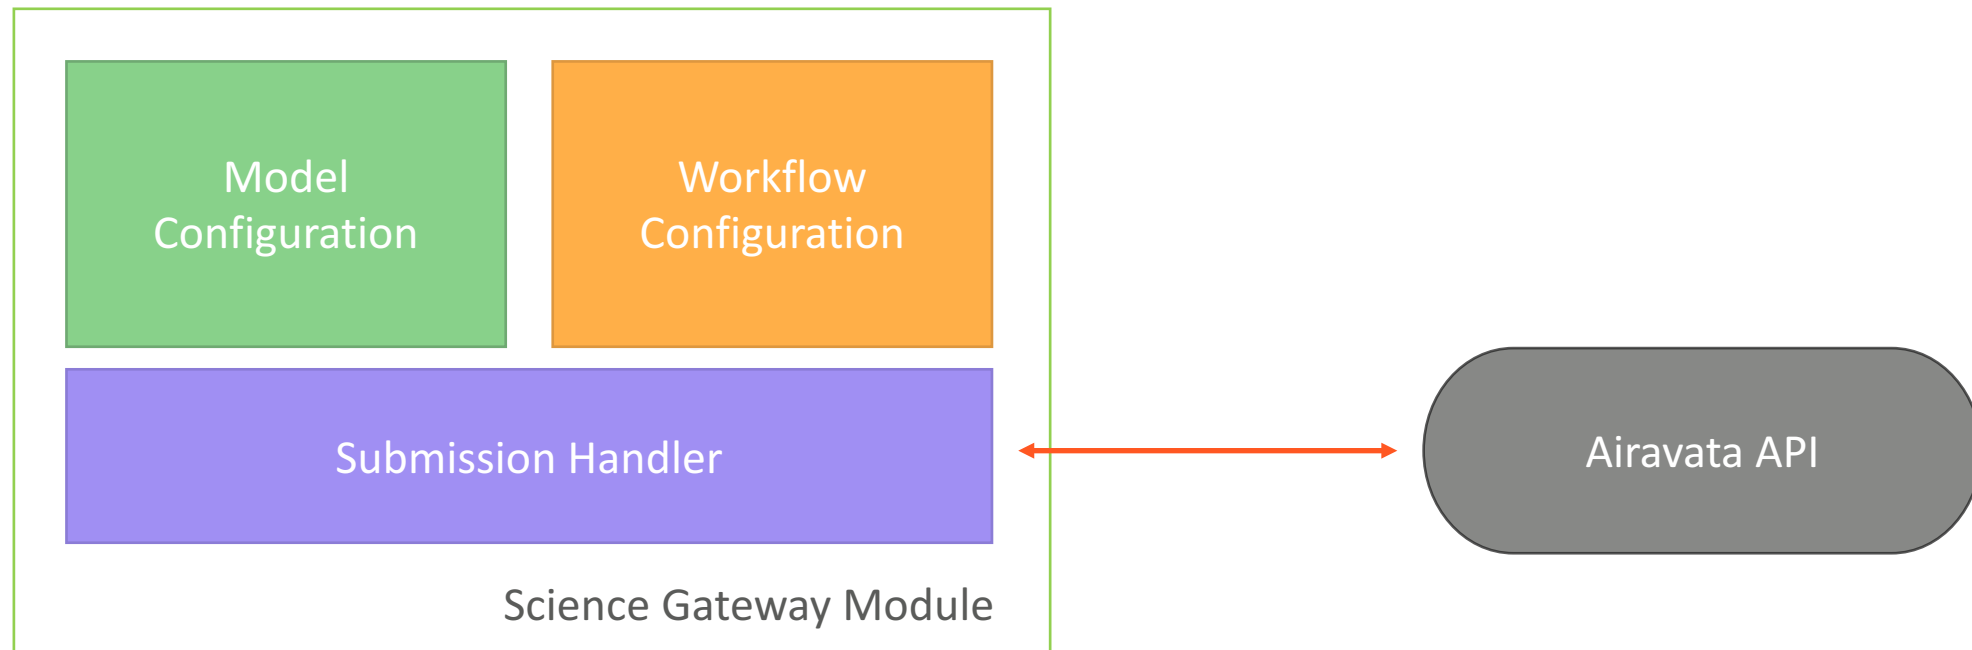 Model
Configuration
Workflow
Configuration
Submission Handler
Airavata API
Science Gateway Module